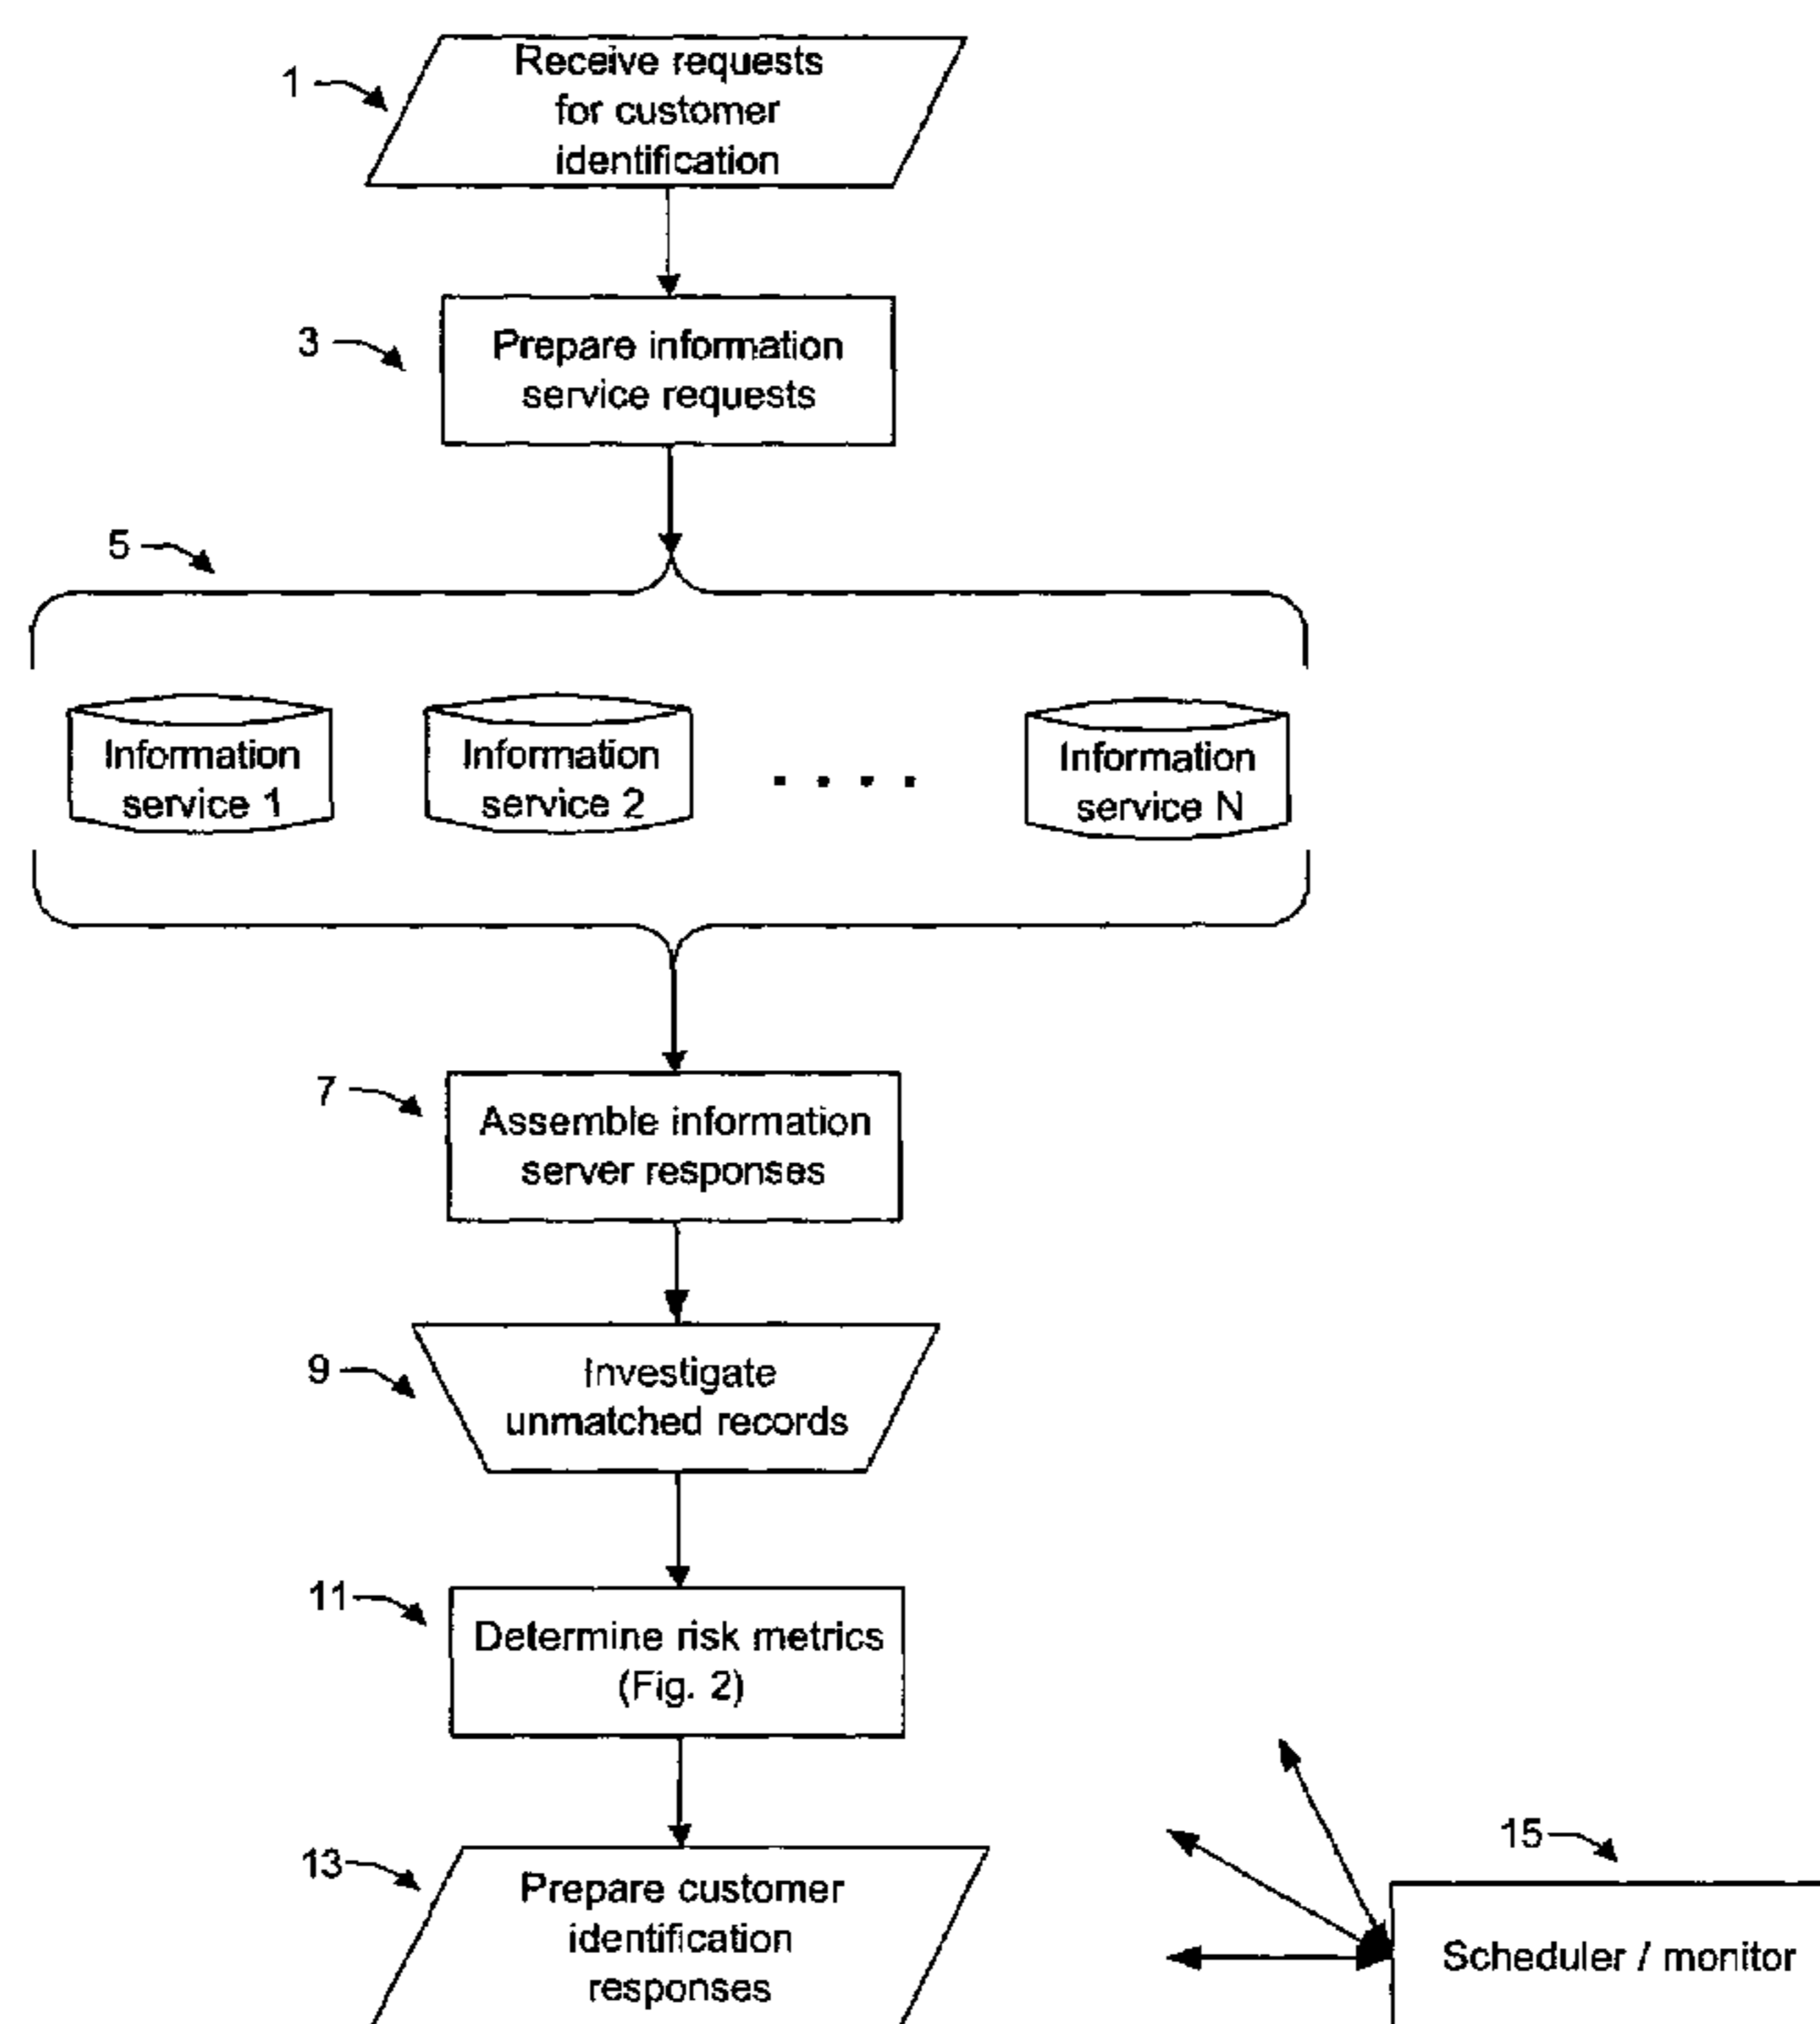 1
Receive requests
for customer
identification
3
Prepare information
service requests
5
Information
service 1
Information
service 2
Information
service N
7
Assemble information
server responses
9
Investigate
unmatched records
11
Determine risk metrics
(Fig. 2)
13
Prepare customer
identification
responses
15
Scheduler / monitor